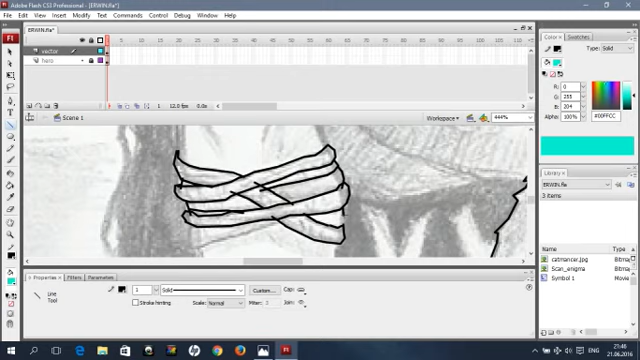 Adobe Flash CS3 Professional - [ERWIN.fla*]
File Edit View Insert Modify Text Commands Control Debug Window Help
ERWIN.fla*
5 10 15 20 25 30 35 40 45 50 55 60 65 70 75 80 85 90 95 100 105 110
vector
hero
1 12.0 fps 0.0s
Scene 1
Workspace
444%
Color Swatches
Type: Solid
R: 0
G: 255
B: 204
Alpha: 100%
#00FFCC
Library
ERWIN.fla
3 items
Name Type
catmancer.jpg Bitma
Scan_enigma Bitma
Symbol 1 Movie
Properties Filters Parameters
Line
Tool
1 Solid Custom... Cap:
Stroke hinting Scale: Normal Miter: 3 Join:
ENG
21:40
21.06.2016